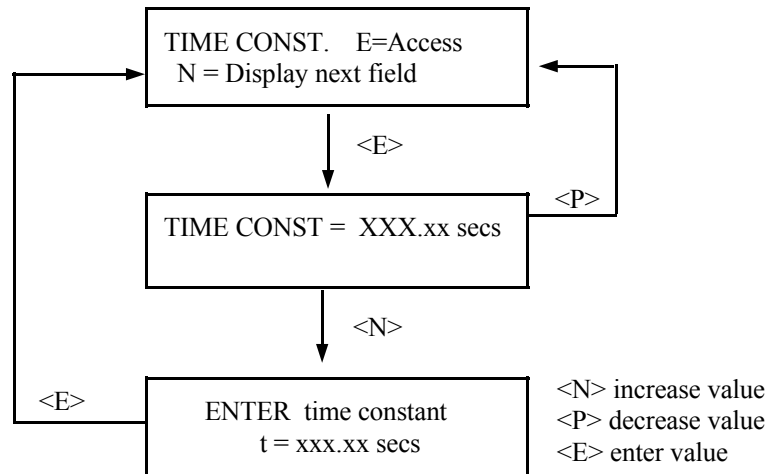 TIME CONST. E=Access
N = Display next field
<E>
TIME CONST = XXX.xx secs
<P>
<N>
<E>
ENTER time constant
t = xxx.xx secs
<N> increase value
<P> decrease value
<E> enter value